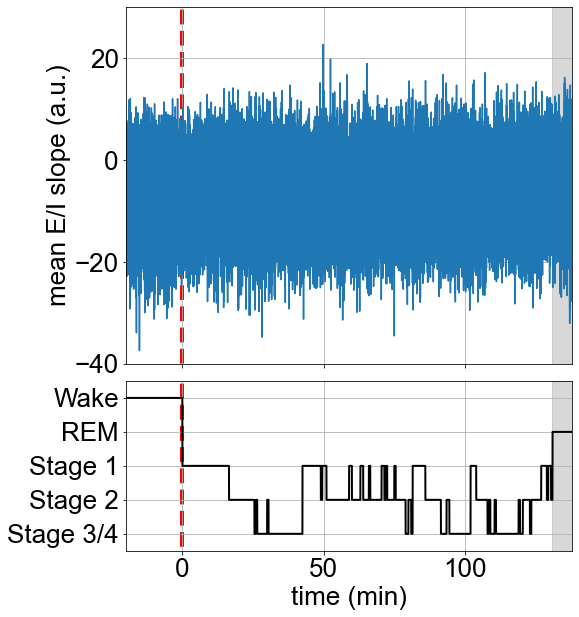 mean E/I slope (a.u.)
20
0
−20
−40
Wake
REM
Stage 1
Stage 2
Stage 3/4
0 50 100
time (min)